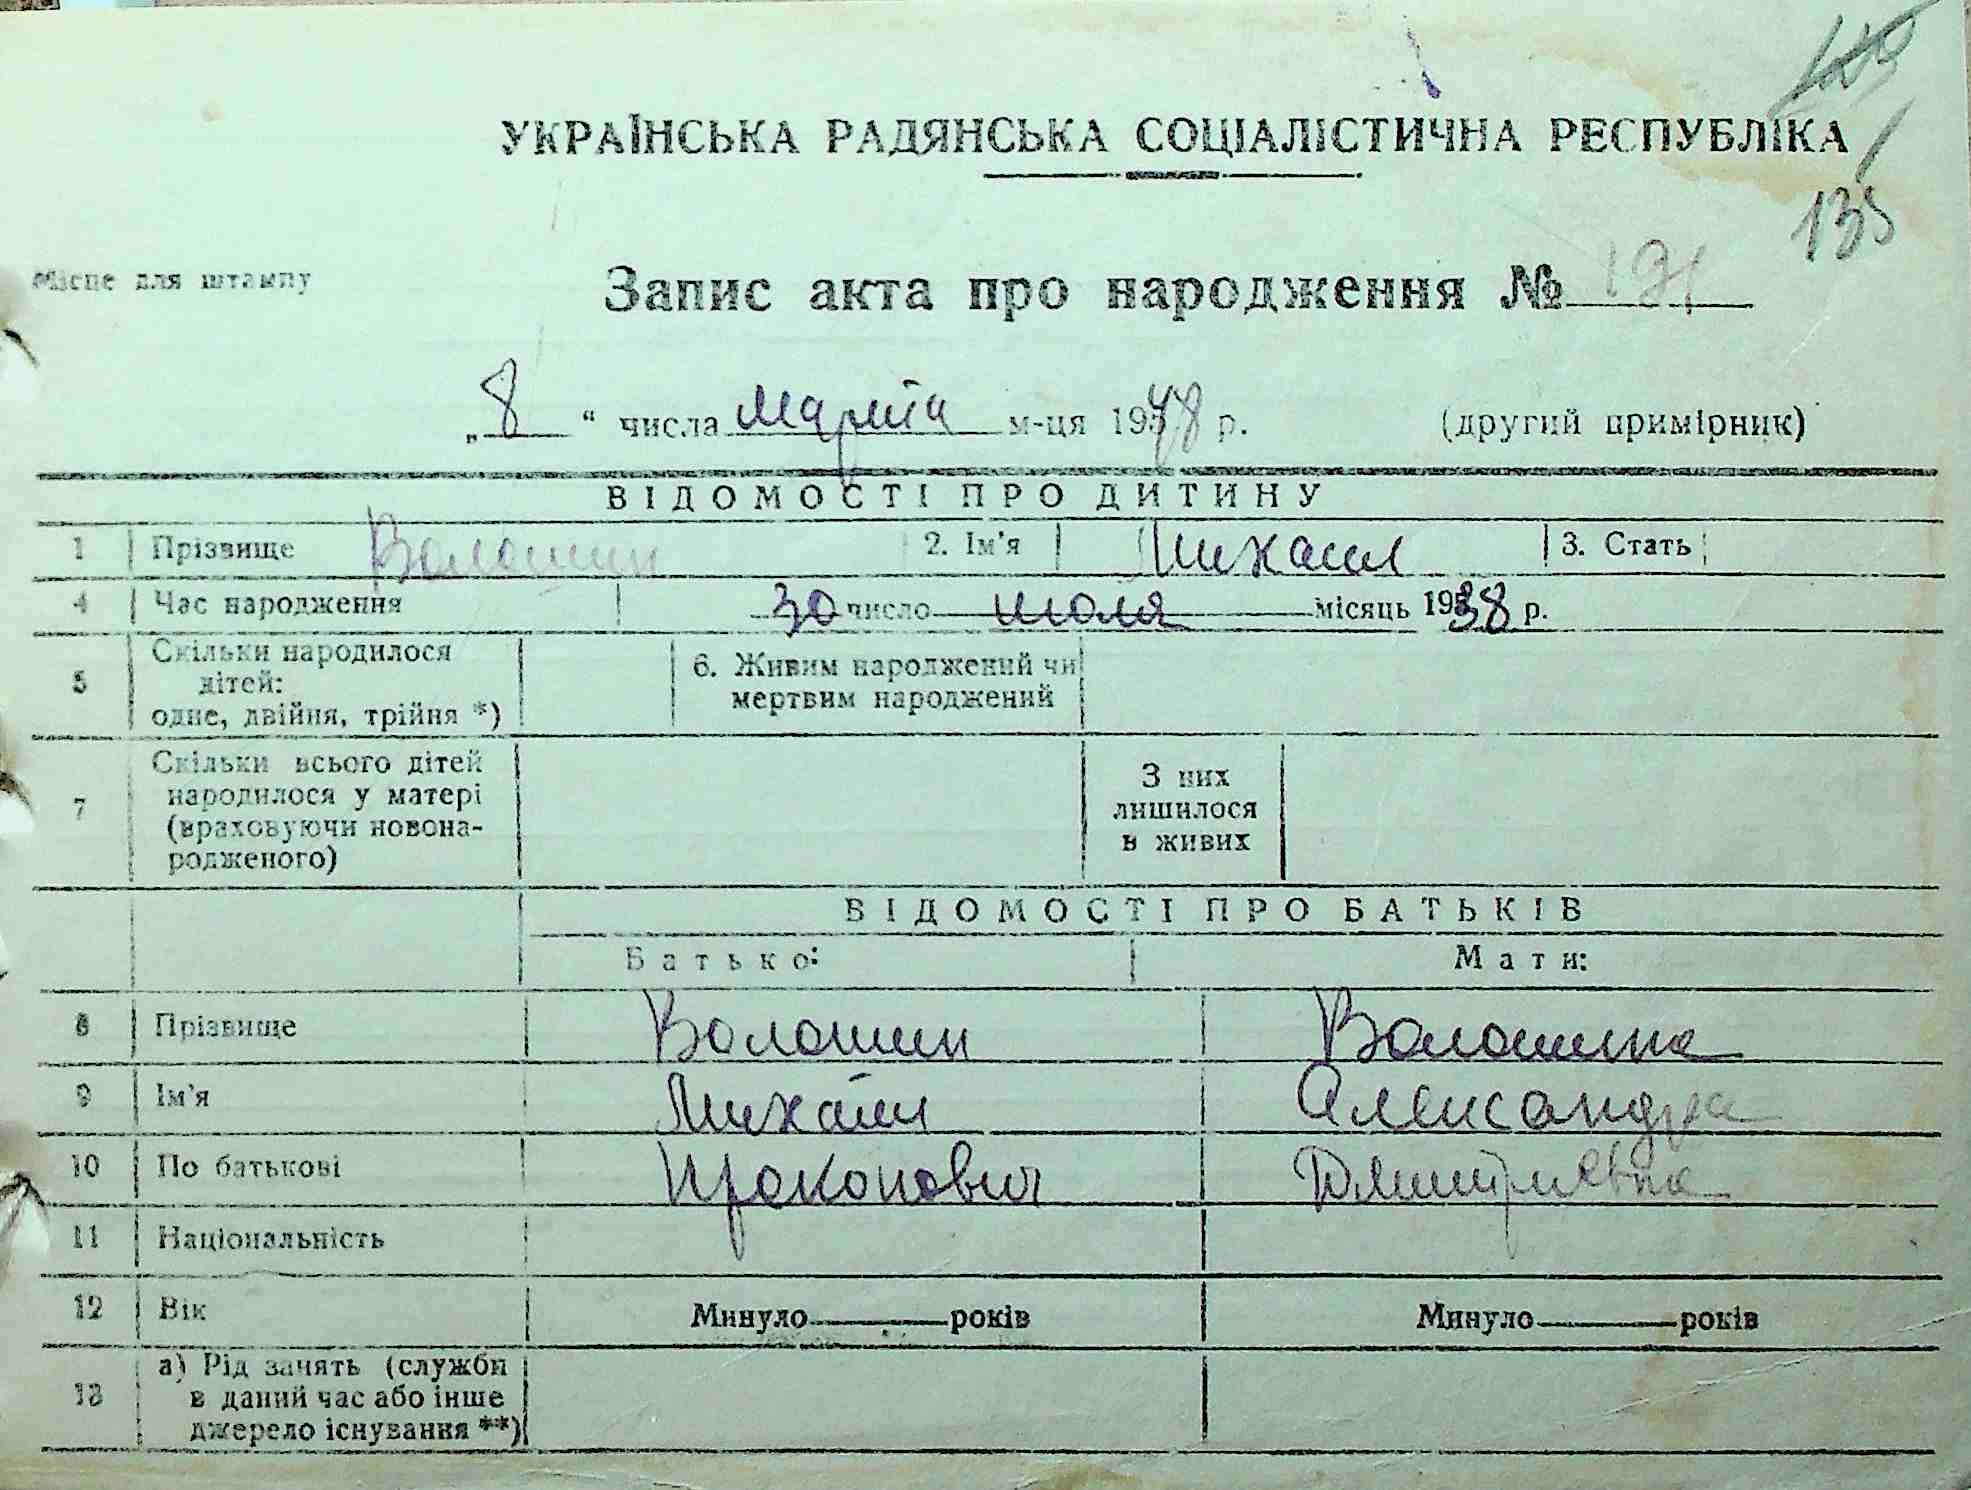 135
УКРАЇНСЬКА РАДЯНСЬКА СОЦІАЛІСТИЧНА РЕСПУБЛІКА
Місце для штампу
Запис акта про народження № 191
„8“ числа марта м-ця 1948 р. (другий примірник)
ВІДОМОСТІ ПРО ДИТИНУ
1 Прізвище Волошин 2. Ім'я Михаил 3. Стать
4 Час народження 30 число июля місяць 1938 р.
5 Скільки народилося дітей: одне, двійня, трійня *) 6. Живим народжений чи мертвим народжений
7 Скільки всього дітей народилося у матері (враховуючи новонародженого) З них лишилося в живих
ВІДОМОСТІ ПРО БАТЬКІВ
Батько: Мати:
8 Прізвище Волошин Волошина
9 Ім'я Михаил Александра
10 По батькові Прокопович Дмитриевна
11 Національність
12 Вік Минуло років Минуло років
13 а) Рід занять (служби в даний час або інше джерело існування **)